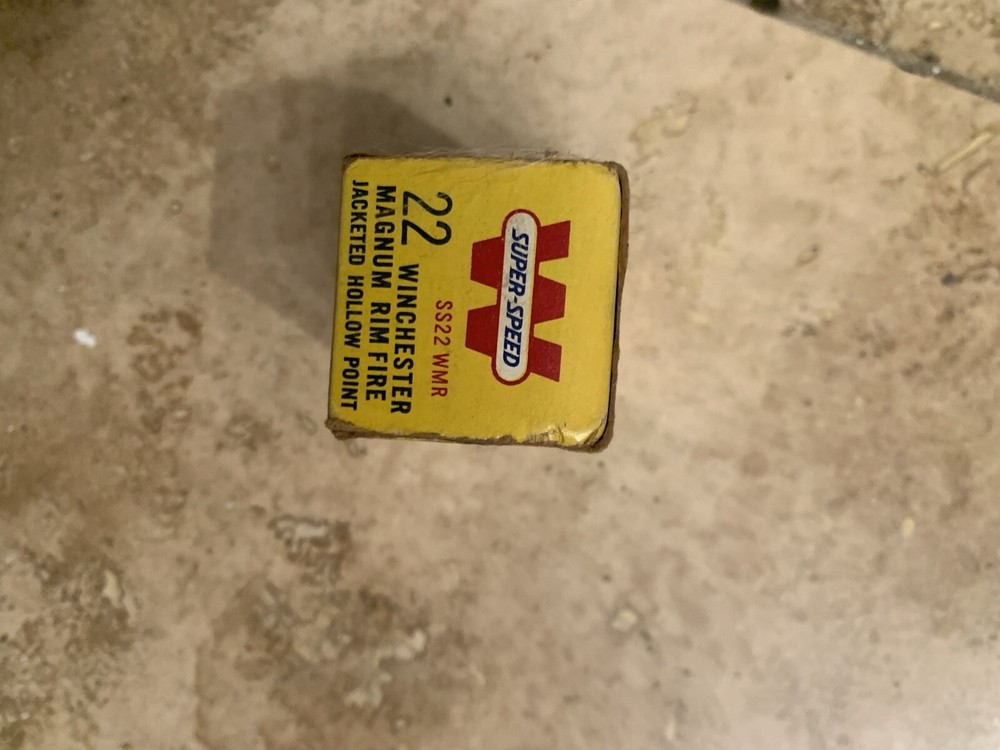 SUPER-SPEED
SS22 WMR
22 WINCHESTER
MAGNUM RIM FIRE
JACKETED HOLLOW POINT